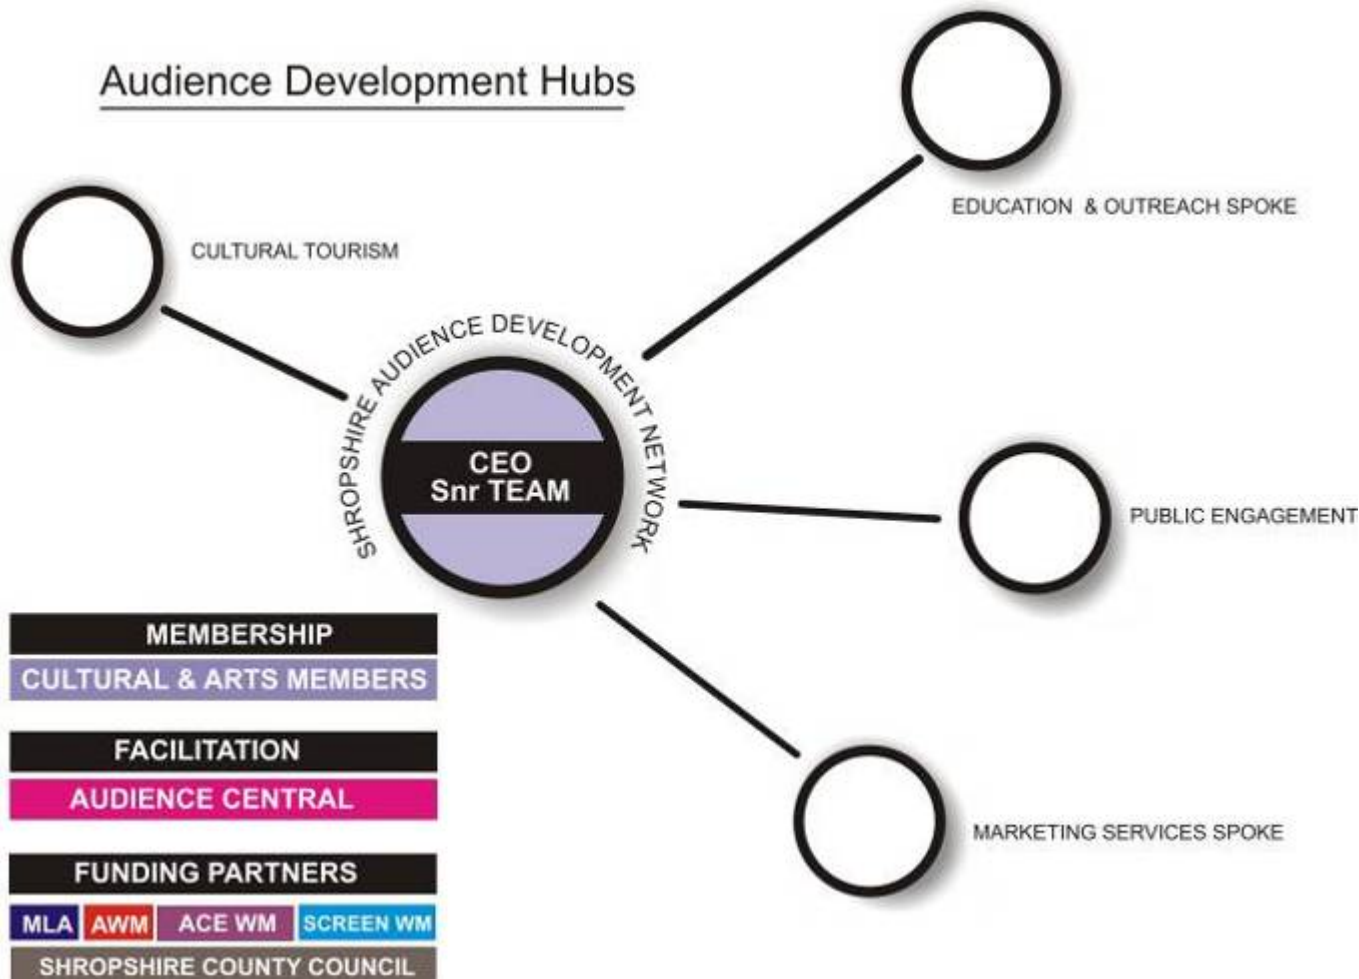 Audience Development Hubs
EDUCATION & OUTREACH SPOKE
CULTURAL TOURISM
SHROPSHIRE AUDIENCE DEVELOPMENT NETWORK
CEO
Snr TEAM
PUBLIC ENGAGEMENT
MARKETING SERVICES SPOKE
MEMBERSHIP
CULTURAL & ARTS MEMBERS
FACILITATION
AUDIENCE CENTRAL
FUNDING PARTNERS
MLA AWM ACE WM SCREEN WM
SHROPSHIRE COUNTY COUNCIL